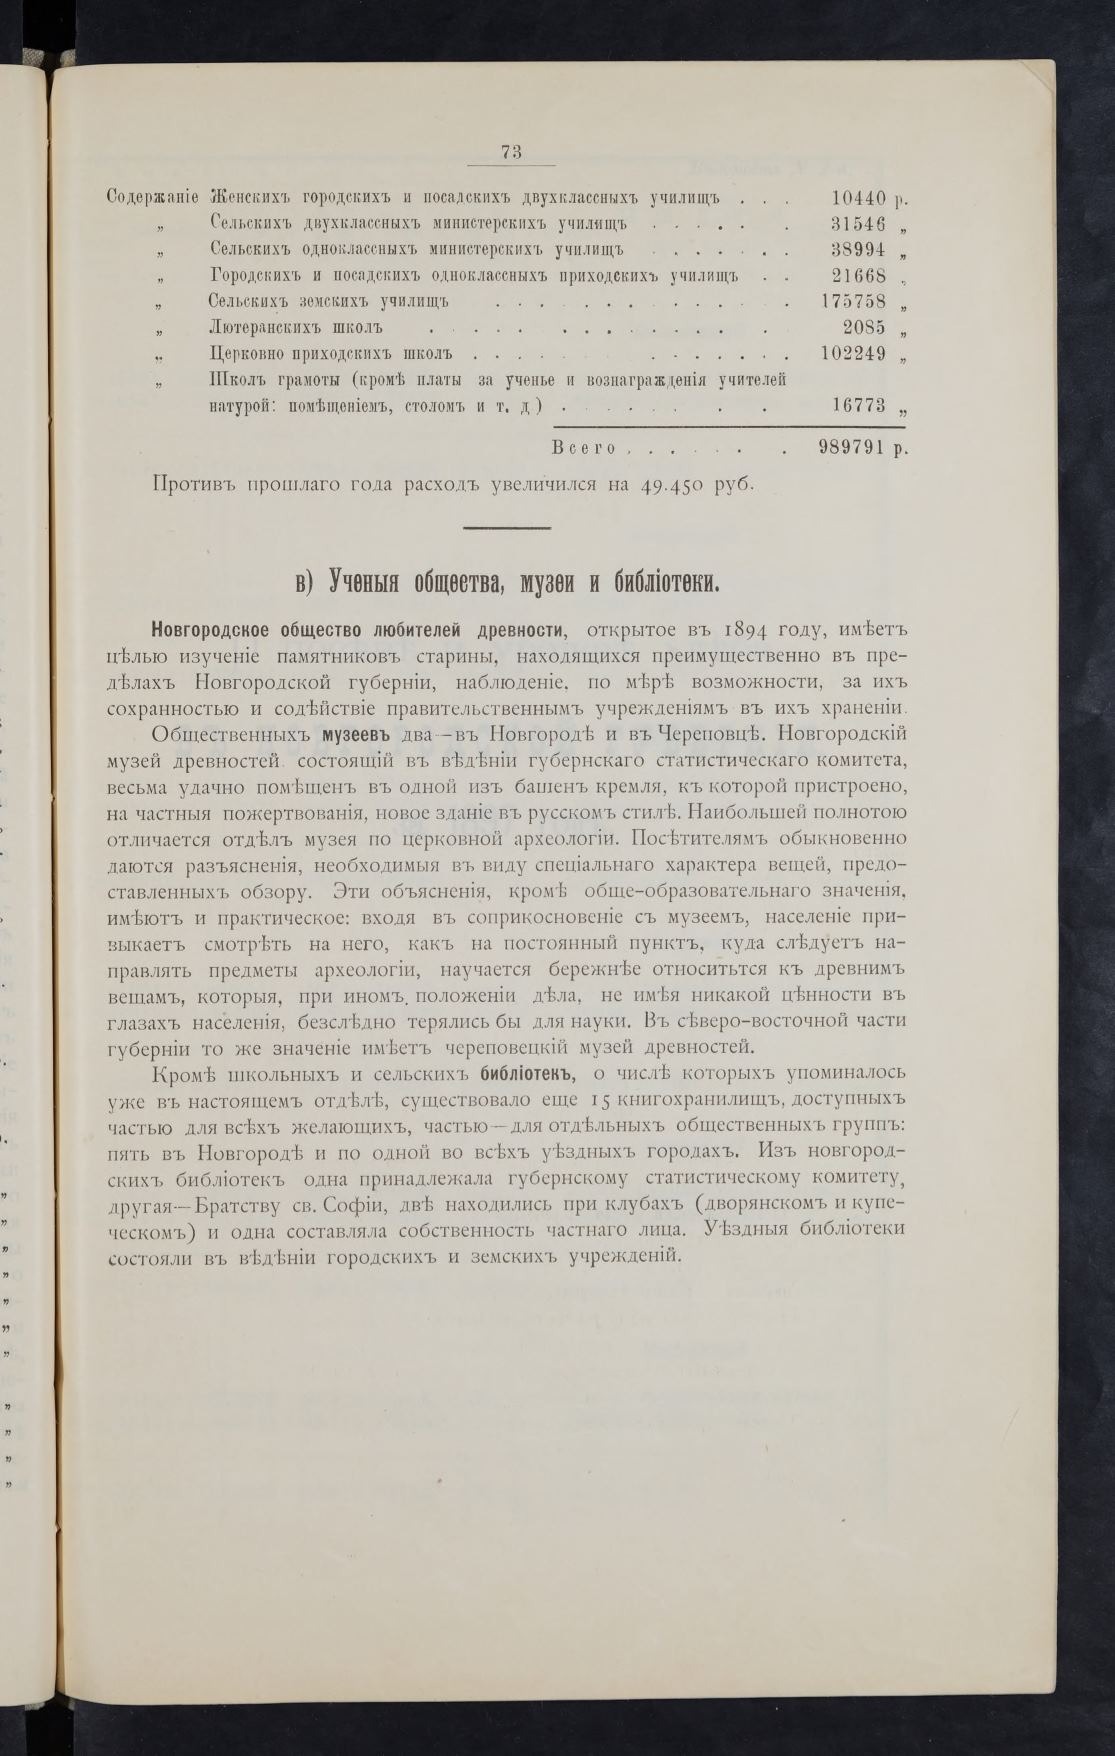 73
Содержаніе Женскихъ городскихъ и посадскихъ двухклассныхъ училищъ . . . 10440 р.
„ Сельскихъ двухклассныхъ министерскихъ училищъ . . . . . . 31546 „
„ Сельскихъ одноклассныхъ министерскихъ училищъ . . . . . . . 38994 „
„ Городскихъ и посадскихъ одноклассныхъ приходскихъ училищъ . . 21668 „
„ Сельскихъ земскихъ училищъ . . . . . . . . . . . . . 175758 „
„ Лютеранскихъ школъ . . . . . . . . . . . . . . 2085 „
„ Церковно приходскихъ школъ . . . . . . . . . . . . 102249 „
„ Школъ грамоты (кромѣ платы за ученье и вознагражденія учителей
натурой: помѣщеніемъ, столомъ и т. д) . . . . . . . . 16773 „
Всего . . . . . . . 989791 р.
Противъ прошлаго года расходъ увеличился на 49.450 руб.
в) Ученыя общества, музеи и библіотеки.
Новгородское общество любителей древности, открытое въ 1894 году, имѣетъ
цѣлью изученіе памятниковъ старины, находящихся преимущественно въ пре-
дѣлахъ Новгородской губерніи, наблюденіе, по мѣрѣ возможности, за ихъ
сохранностью и содѣйствіе правительственнымъ учрежденіямъ въ ихъ храненіи.
Общественныхъ музеевъ два—въ Новгородѣ и въ Череповцѣ. Новгородскій
музей древностей. состоящій въ вѣдѣніи губернскаго статистическаго комитета,
весьма удачно помѣщенъ въ одной изъ башенъ кремля, къ которой пристроено,
на частныя пожертвованія, новое зданіе въ русскомъ стилѣ. Наибольшей полнотою
отличается отдѣлъ музея по церковной археологіи. Посѣтителямъ обыкновенно
даются разъясненія, необходимыя въ виду спеціальнаго характера вещей, предо-
ставленныхъ обзору. Эти объясненія, кромѣ обще-образовательнаго значенія,
имѣютъ и практическое: входя въ соприкосновеніе съ музеемъ, населеніе при-
выкаетъ смотрѣть на него, какъ на постоянный пунктъ, куда слѣдуетъ на-
правлять предметы археологіи, научается бережнѣе относитьтся къ древнимъ
вещамъ, которыя, при иномъ положеніи дѣла, не имѣя никакой цѣнности въ
глазахъ населенія, безслѣдно терялись бы для науки. Въ сѣверо-восточной части
губерніи то же значеніе имѣетъ череповецкій музей древностей.
Кромѣ школьныхъ и сельскихъ библіотекъ, о числѣ которыхъ упоминалось
уже въ настоящемъ отдѣлѣ, существовало еще 15 книгохранилищъ, доступныхъ
частью для всѣхъ желающихъ, частью—для отдѣльныхъ общественныхъ группъ:
пять въ Новгородѣ и по одной во всѣхъ уѣздныхъ городахъ. Изъ новгород-
скихъ библіотекъ одна принадлежала губернскому статистическому комитету,
другая—Братству св. Софіи, двѣ находились при клубахъ (дворянскомъ и купе-
ческомъ) и одна составляла собственность частнаго лица. Уѣздныя библіотеки
состояли въ вѣдѣніи городскихъ и земскихъ учрежденій.